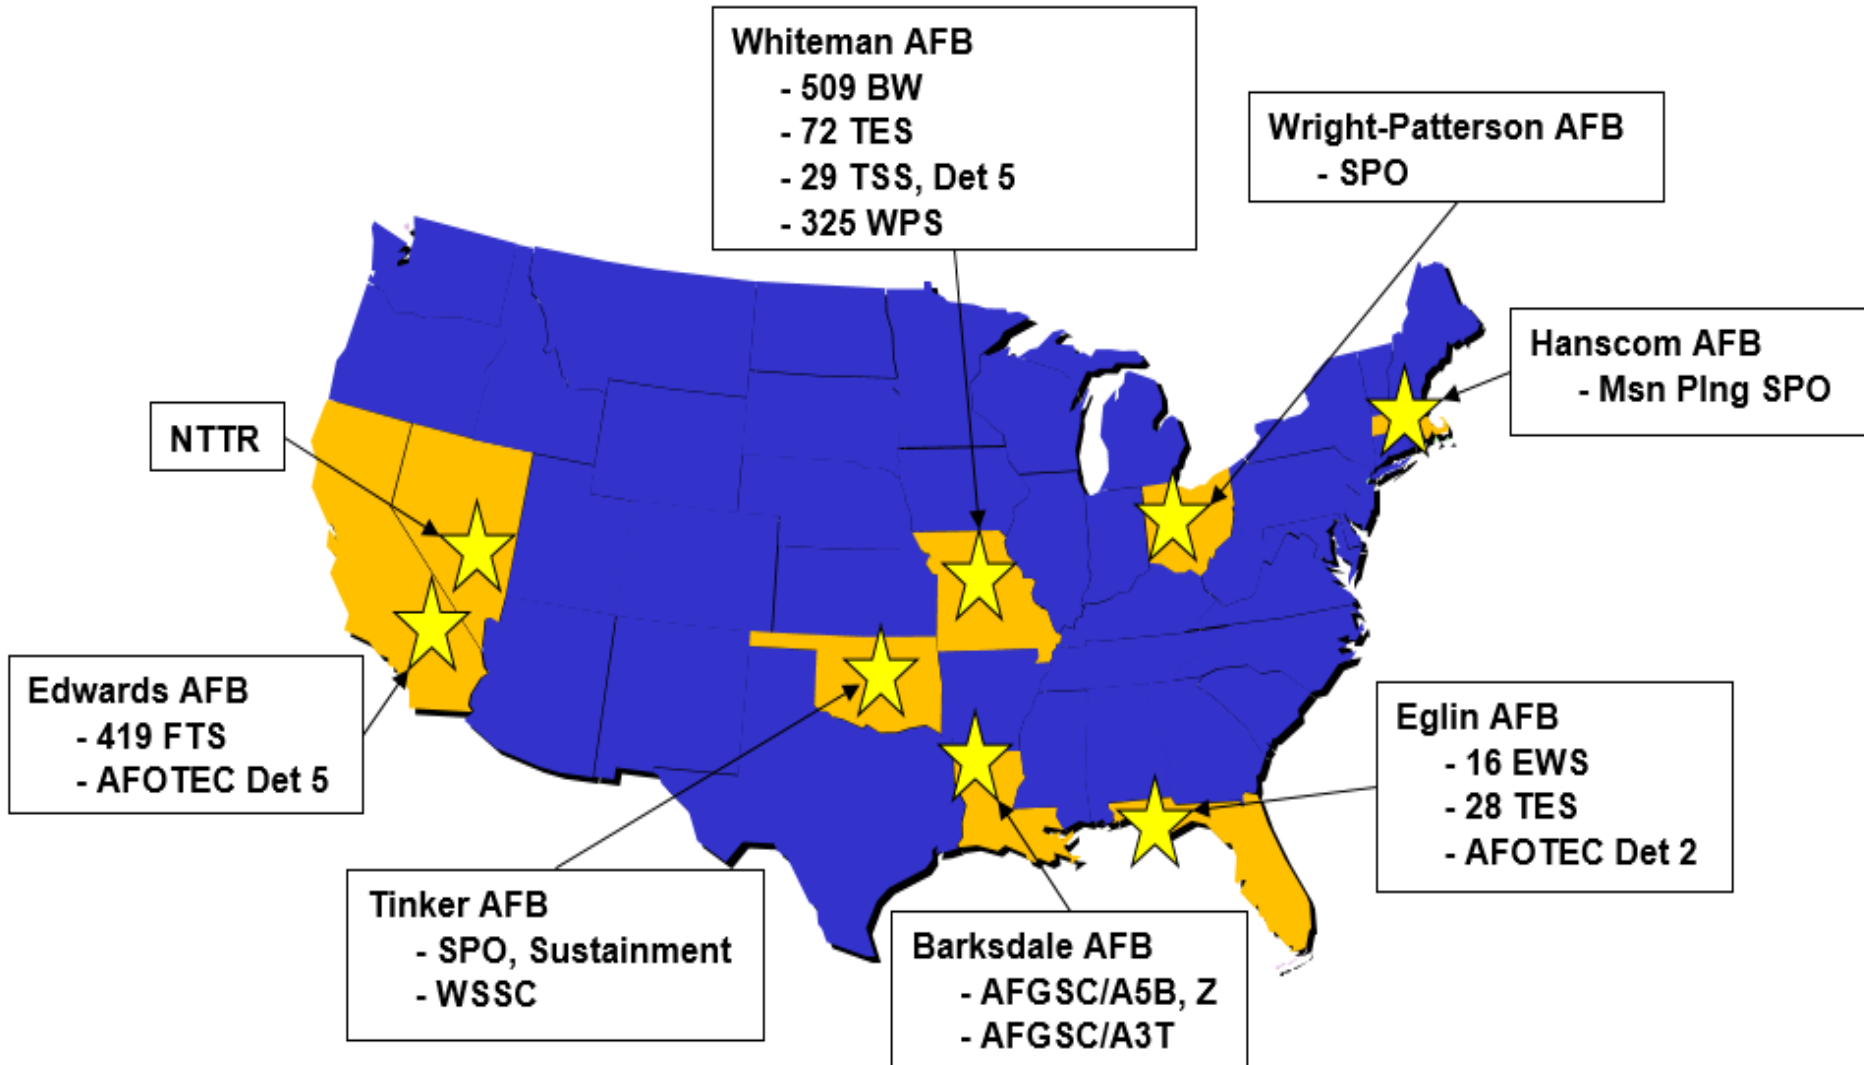 Whiteman AFB
- 509 BW
- 72 TES
- 29 TSS, Det 5
- 325 WPS
Wright-Patterson AFB
- SPO
Hanscom AFB
- Msn Plng SPO
NTTR
Edwards AFB
- 419 FTS
- AFOTEC Det 5
Eglin AFB
- 16 EWS
- 28 TES
- AFOTEC Det 2
Tinker AFB
- SPO, Sustainment
- WSSC
Barksdale AFB
- AFGSC/A5B, Z
- AFGSC/A3T